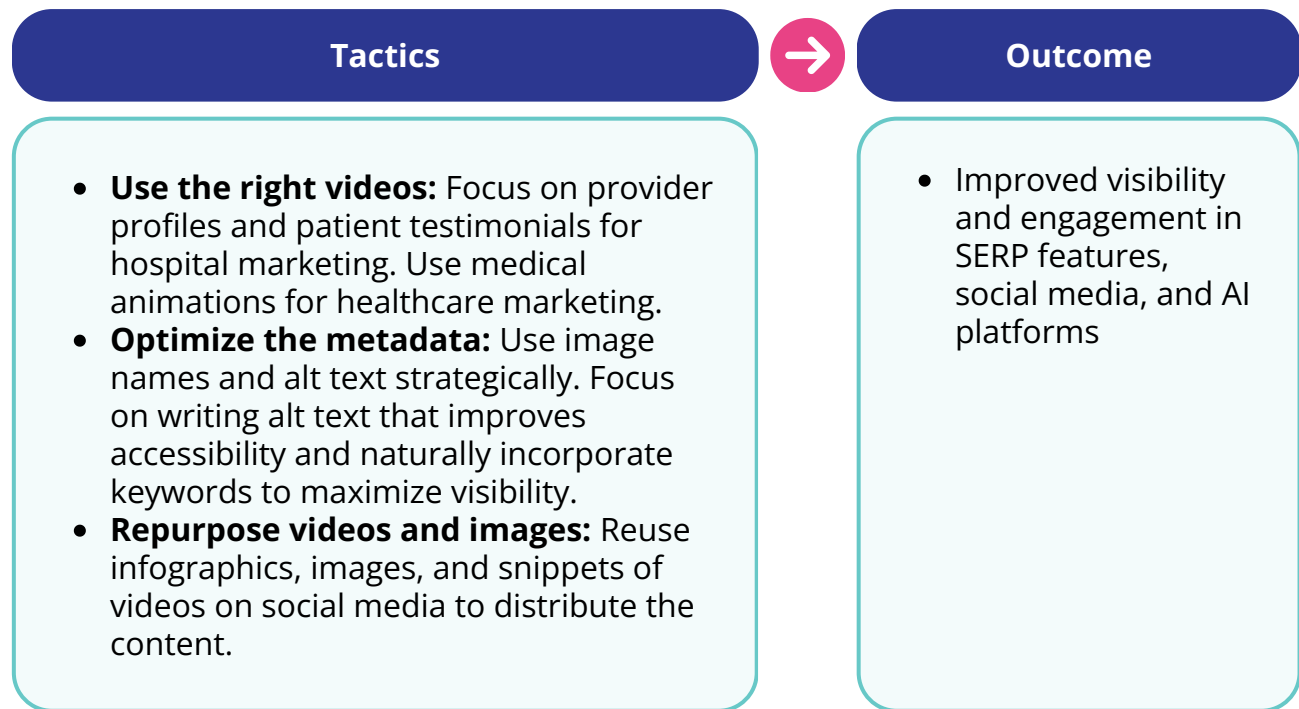 Tactics
Outcome
• Use the right videos: Focus on provider
profiles and patient testimonials for
hospital marketing. Use medical
animations for healthcare marketing.
• Optimize the metadata: Use image
names and alt text strategically. Focus
on writing alt text that improves
accessibility and naturally incorporate
keywords to maximize visibility.
• Repurpose videos and images: Reuse
infographics, images, and snippets of
videos on social media to distribute the
content.
• Improved visibility
and engagement in
SERP features,
social media, and AI
platforms